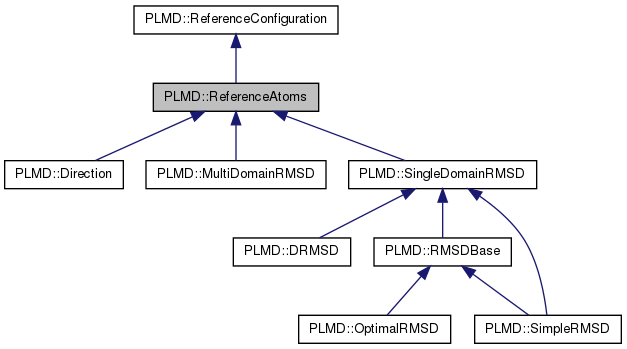 PLMD::ReferenceConfiguration
PLMD::ReferenceAtoms
PLMD::Direction
PLMD::MultiDomainRMSD
PLMD::SingleDomainRMSD
PLMD::DRMSD
PLMD::RMSDBase
PLMD::OptimalRMSD
PLMD::SimpleRMSD